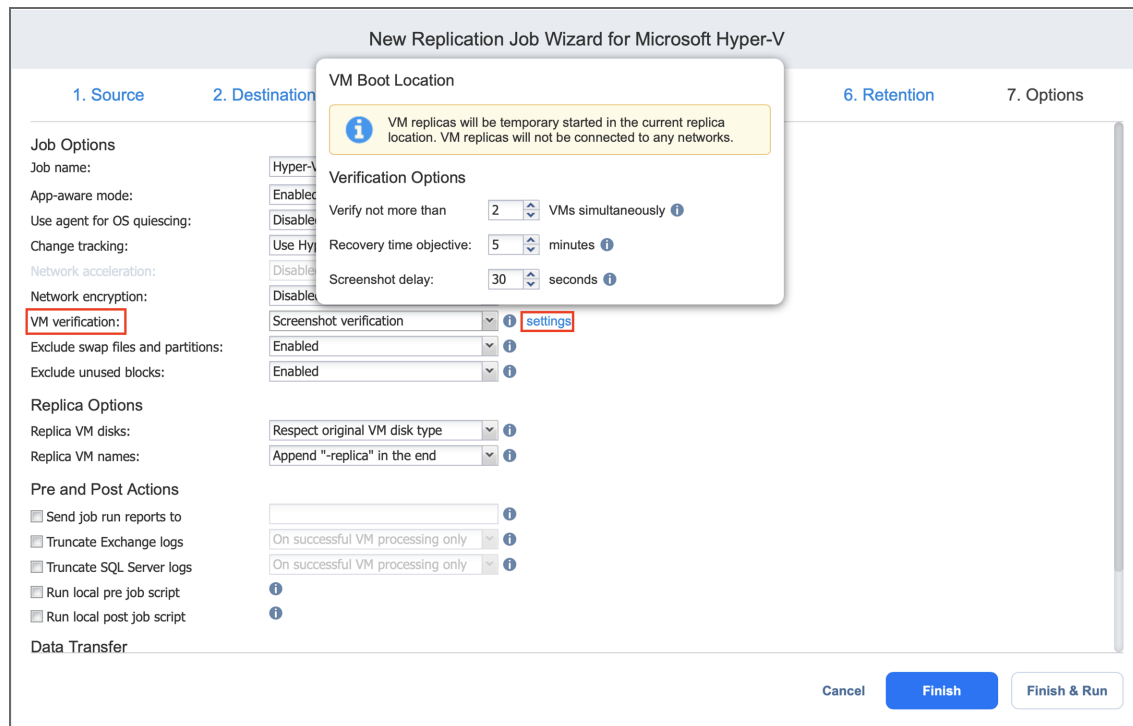 New Replication Job Wizard for Microsoft Hyper-V
1. Source
2. Destination
6. Retention
7. Options
VM Boot Location
VM replicas will be temporary started in the current replica
location. VM replicas will not be connected to any networks.
Verification Options
Verify not more than 2 VMs simultaneously
Recovery time objective: 5 minutes
Screenshot delay: 30 seconds
Job Options
Job name: Hyper-V
App-aware mode: Enabled
Use agent for OS quiescing: Disable
Change tracking: Use Hyp
Network acceleration: Disable
Network encryption: Disabled
VM verification: Screenshot verification settings
Exclude swap files and partitions: Enabled
Exclude unused blocks: Enabled
Replica Options
Replica VM disks: Respect original VM disk type
Replica VM names: Append "-replica" in the end
Pre and Post Actions
Send job run reports to
Truncate Exchange logs On successful VM processing only
Truncate SQL Server logs On successful VM processing only
Run local pre job script
Run local post job script
Data Transfer
Cancel
Finish
Finish & Run